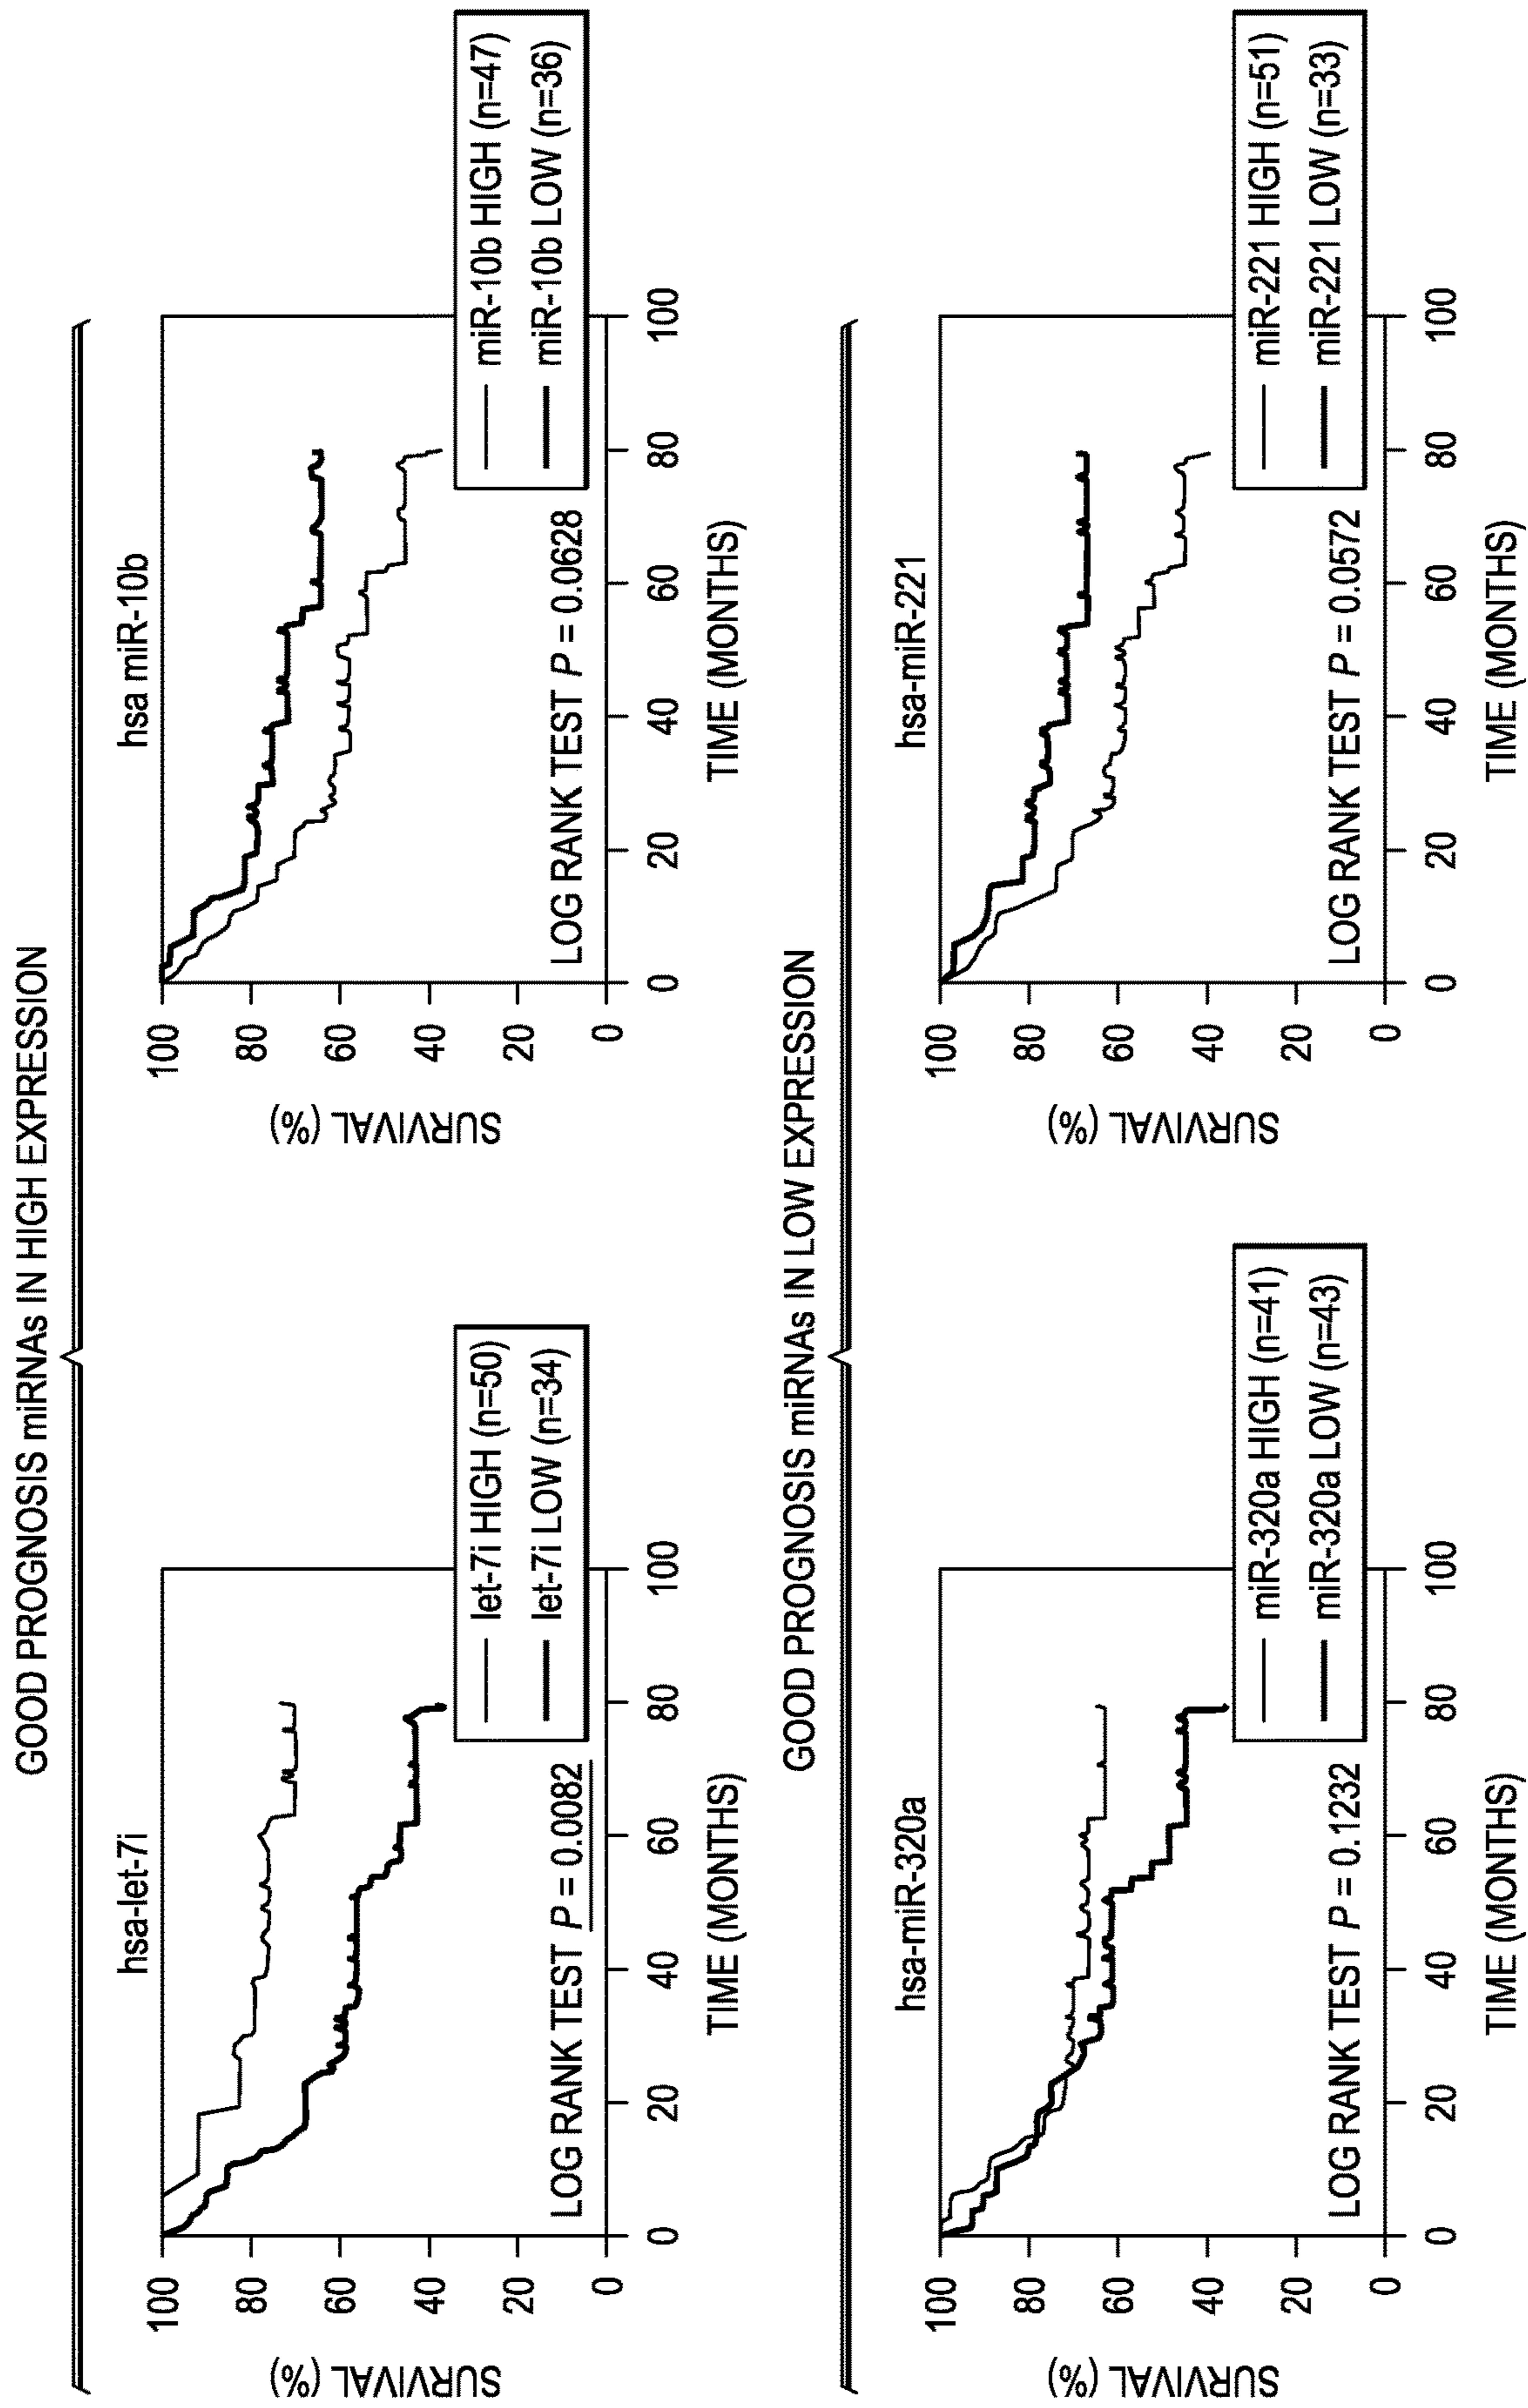 GOOD PROGNOSIS miRNAs IN HIGH EXPRESSION
hsa-let-7i
SURVIVAL (%)
100
80
60
40
20
0
LOG RANK TEST P = 0.0082
let-7i HIGH (n=50)
let-7i LOW (n=34)
0 20 40 60 80 100
TIME (MONTHS)
hsa miR-10b
SURVIVAL (%)
100
80
60
40
20
0
LOG RANK TEST P = 0.0628
miR-10b HIGH (n=47)
miR-10b LOW (n=36)
0 20 40 60 80 100
TIME (MONTHS)
GOOD PROGNOSIS miRNAs IN LOW EXPRESSION
hsa-miR-320a
SURVIVAL (%)
100
80
60
40
20
0
LOG RANK TEST P = 0.1232
miR-320a HIGH (n=41)
miR-320a LOW (n=43)
0 20 40 60 80 100
TIME (MONTHS)
hsa-miR-221
SURVIVAL (%)
100
80
60
40
20
0
LOG RANK TEST P = 0.0572
miR-221 HIGH (n=51)
miR-221 LOW (n=33)
0 20 40 60 80 100
TIME (MONTHS)